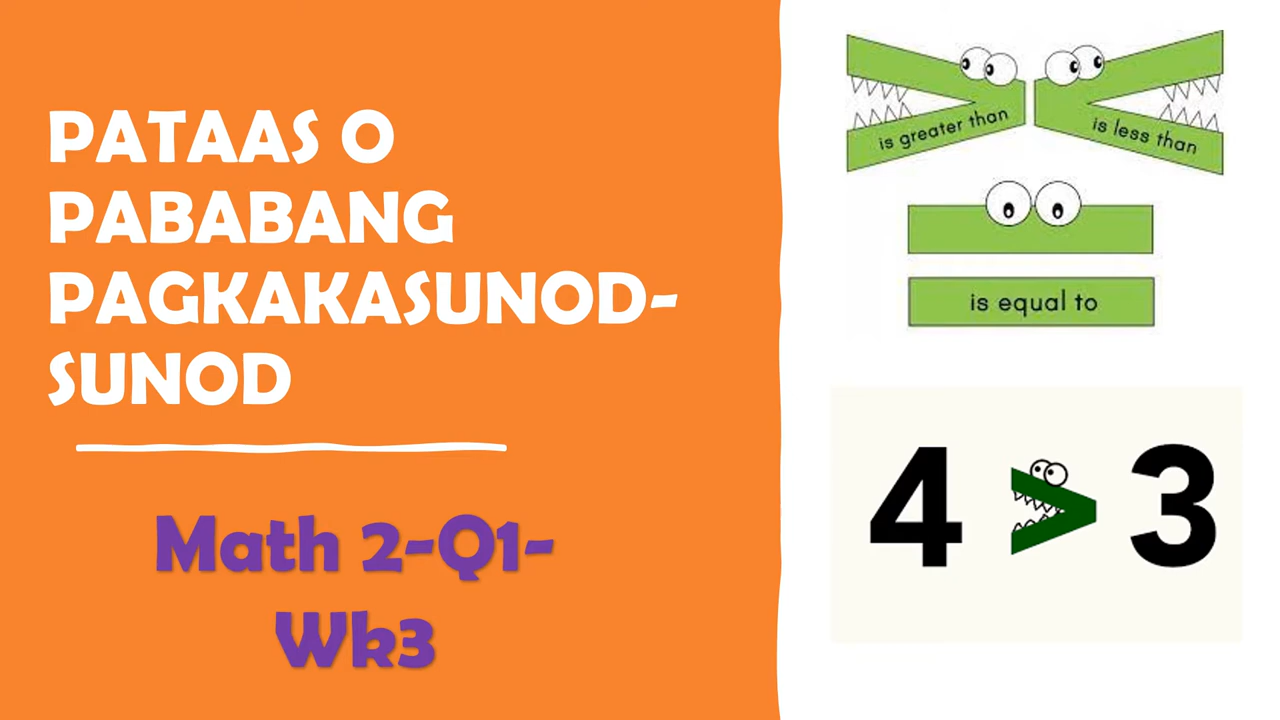 PATAAS O
PABABANG
PAGKAKASUNOD-
SUNOD
Math 2-Q1-
Wk3
is greater than
is less than
is equal to
4 > 3